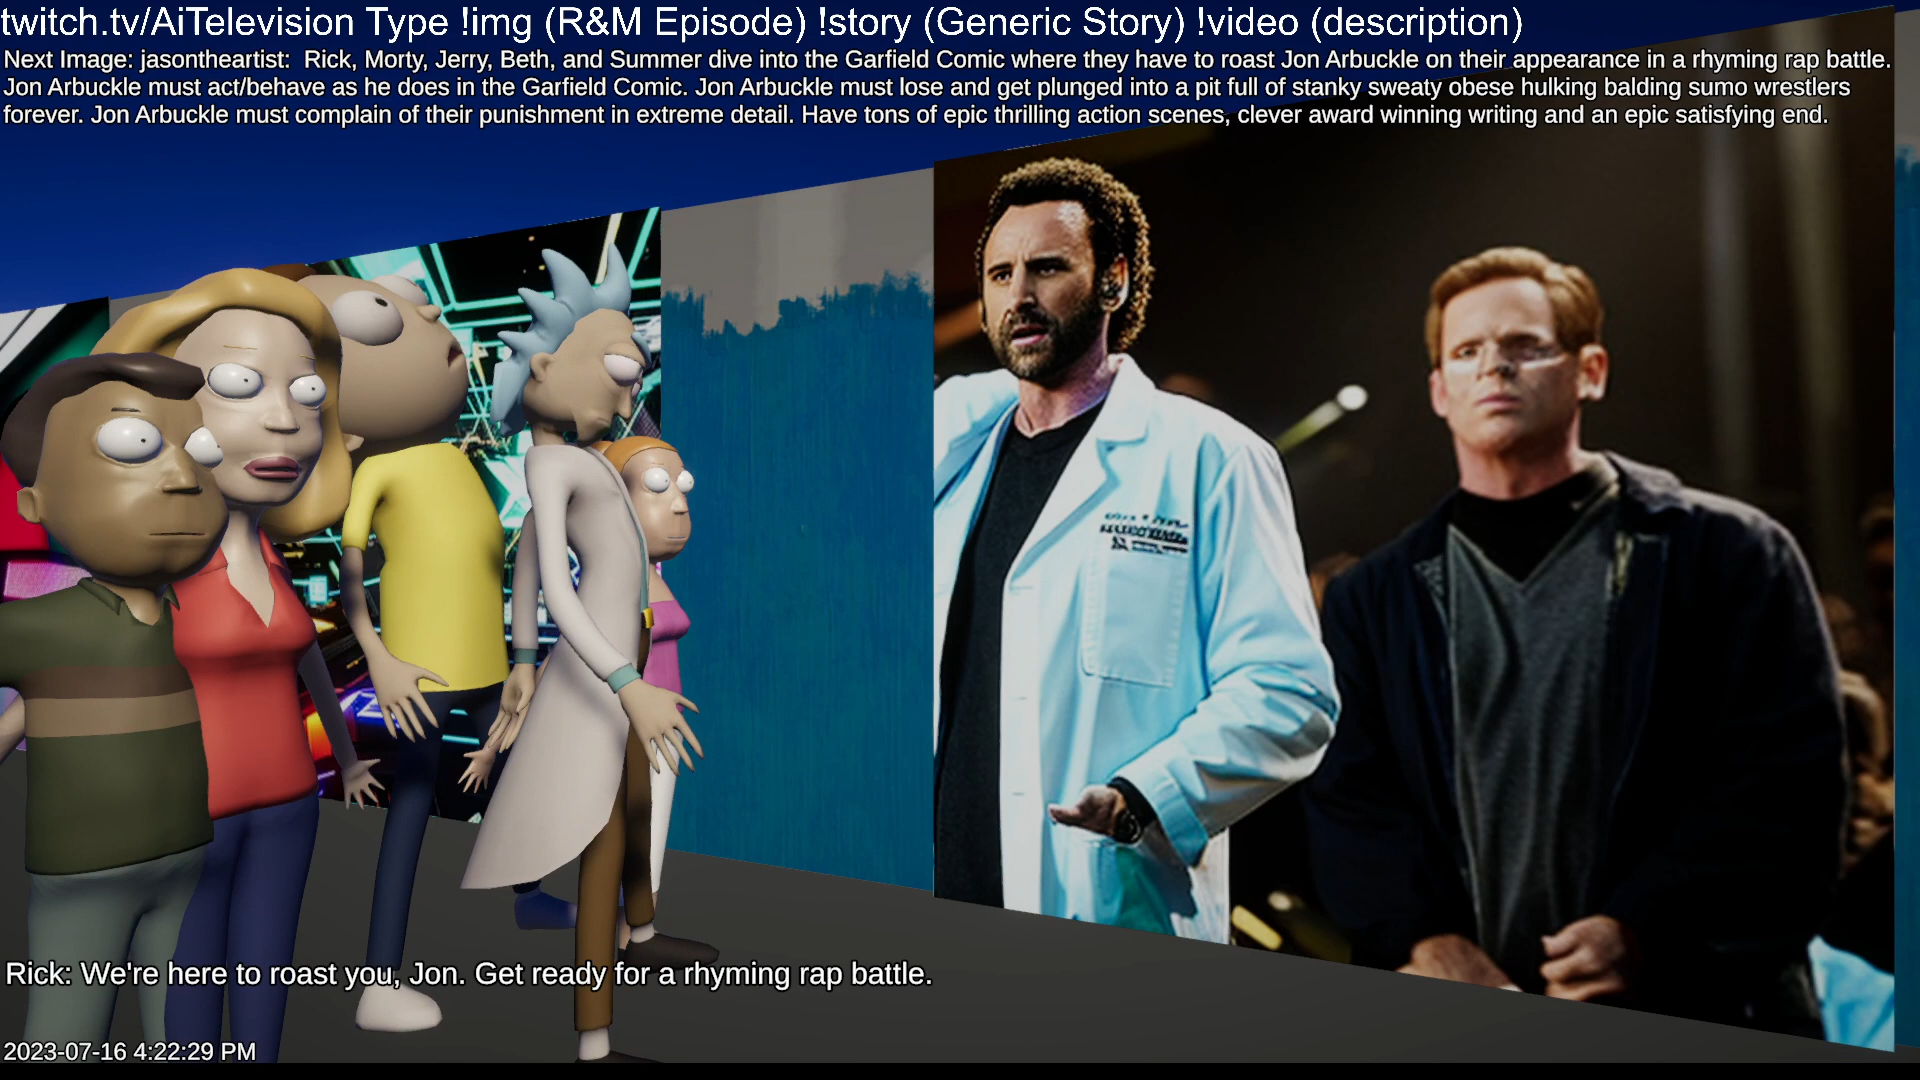 twitch.tv/AiTelevision Type !img (R&M Episode) !story (Generic Story) !video (description)
Next Image: jasontheartist:  Rick, Morty, Jerry, Beth, and Summer dive into the Garfield Comic where they have to roast Jon Arbuckle on their appearance in a rhyming rap battle.
Jon Arbuckle must act/behave as he does in the Garfield Comic. Jon Arbuckle must lose and get plunged into a pit full of stanky sweaty obese hulking balding sumo wrestlers
forever. Jon Arbuckle must complain of their punishment in extreme detail. Have tons of epic thrilling action scenes, clever award winning writing and an epic satisfying end.
Rick: We're here to roast you, Jon. Get ready for a rhyming rap battle.
2023-07-16 4:22:29 PM